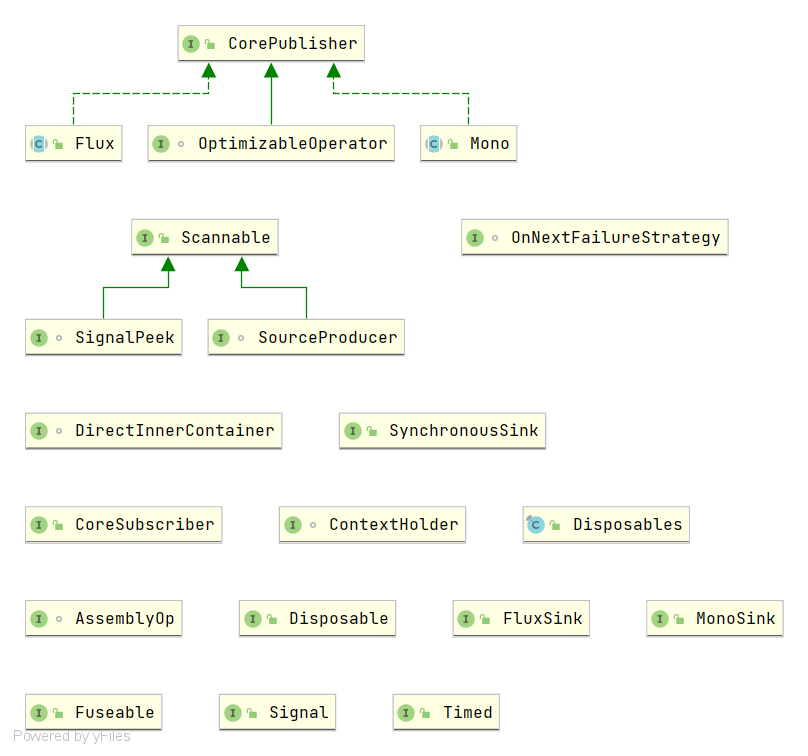 CorePublisher
Flux OptimizableOperator Mono
Scannable OnNextFailureStrategy
SignalPeek SourceProducer
DirectInnerContainer SynchronousSink
CoreSubscriber ContextHolder Disposables
AssemblyOp Disposable FluxSink MonoSink
Fuseable Signal Timed
Powered by yFiles